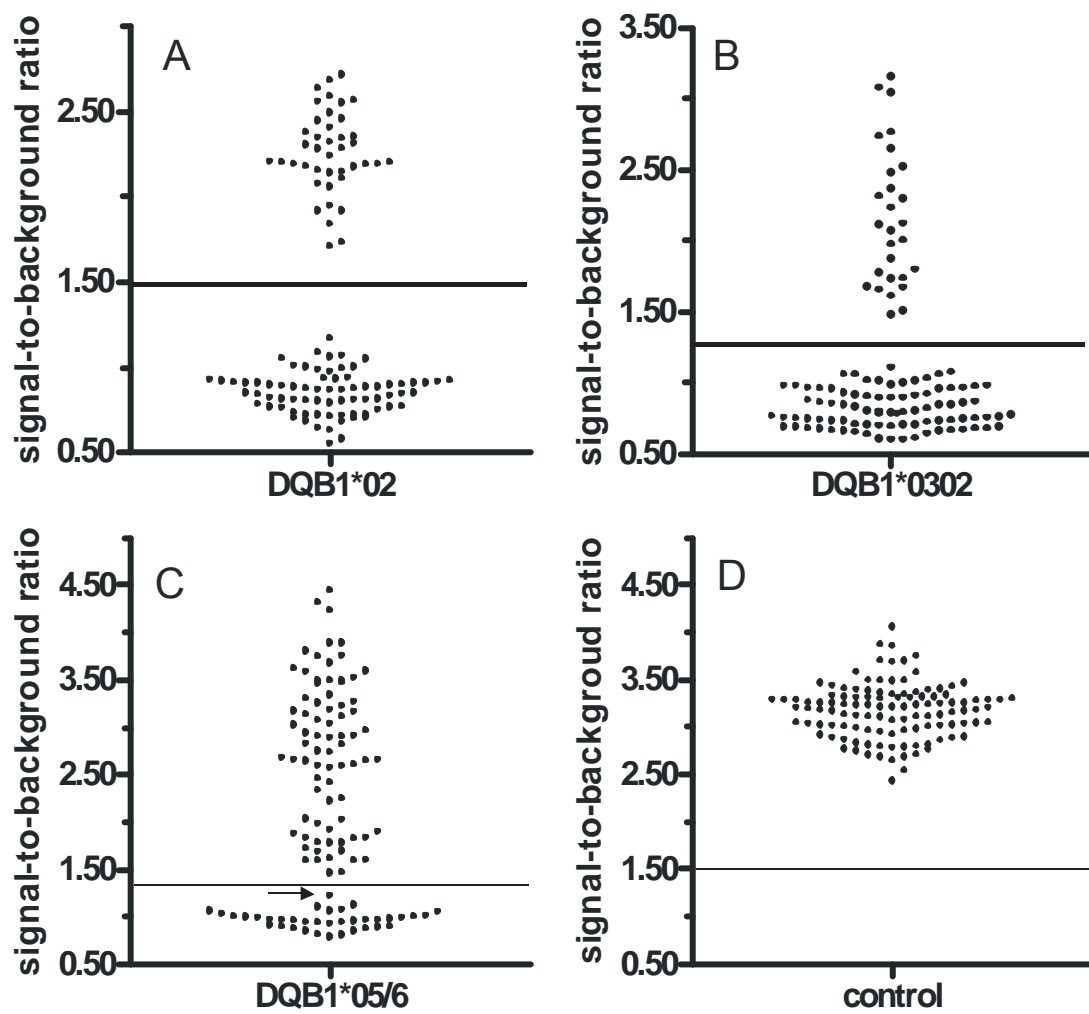 signal-to-background ratio
A
2.50
1.50
0.50
DQB1*02
signal-to-background ratio
B
3.50
2.50
1.50
0.50
DQB1*0302
signal-to-background ratio
C
4.50
3.50
2.50
1.50
0.50
DQB1*05/6
signal-to-backgroud ratio
D
4.50
3.50
2.50
1.50
0.50
control